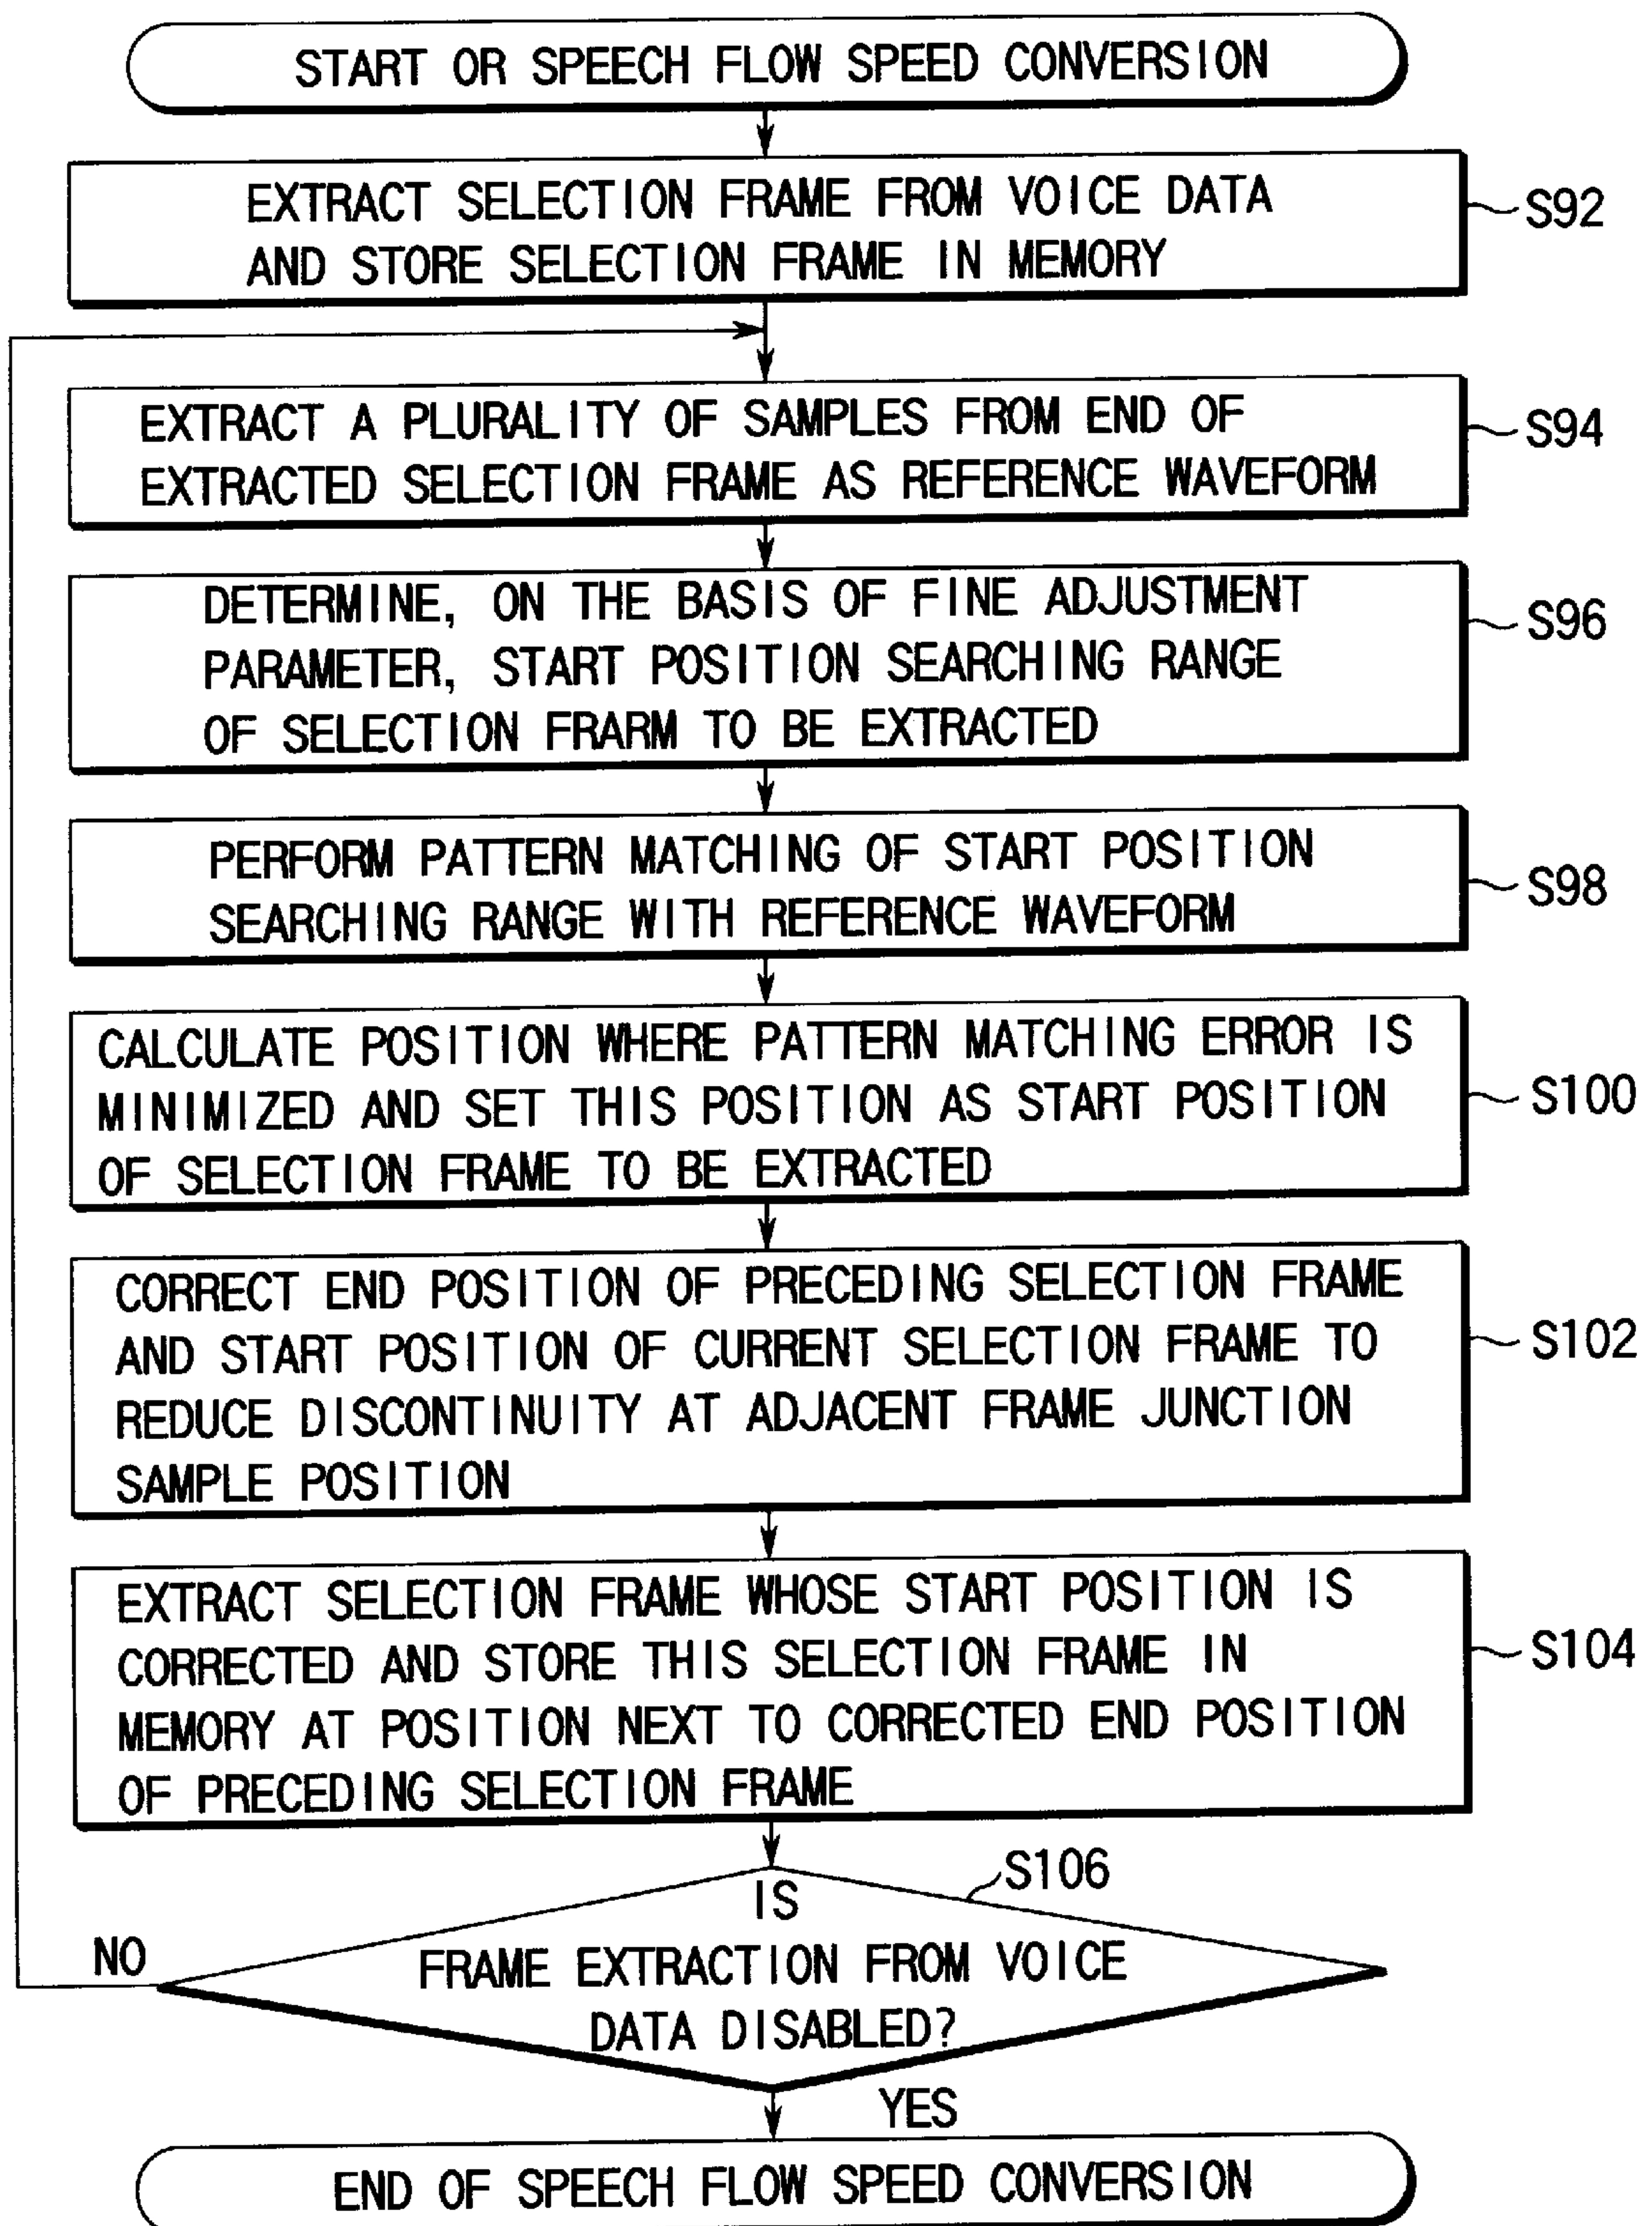 START OR SPEECH FLOW SPEED CONVERSION
EXTRACT SELECTION FRAME FROM VOICE DATA
AND STORE SELECTION FRAME IN MEMORY
S92
EXTRACT A PLURALITY OF SAMPLES FROM END OF
EXTRACTED SELECTION FRAME AS REFERENCE WAVEFORM
S94
DETERMINE, ON THE BASIS OF FINE ADJUSTMENT
PARAMETER, START POSITION SEARCHING RANGE
OF SELECTION FRARM TO BE EXTRACTED
S96
PERFORM PATTERN MATCHING OF START POSITION
SEARCHING RANGE WITH REFERENCE WAVEFORM
S98
CALCULATE POSITION WHERE PATTERN MATCHING ERROR IS
MINIMIZED AND SET THIS POSITION AS START POSITION
OF SELECTION FRAME TO BE EXTRACTED
S100
CORRECT END POSITION OF PRECEDING SELECTION FRAME
AND START POSITION OF CURRENT SELECTION FRAME TO
REDUCE DISCONTINUITY AT ADJACENT FRAME JUNCTION
SAMPLE POSITION
S102
EXTRACT SELECTION FRAME WHOSE START POSITION IS
CORRECTED AND STORE THIS SELECTION FRAME IN
MEMORY AT POSITION NEXT TO CORRECTED END POSITION
OF PRECEDING SELECTION FRAME
S104
S106
IS
FRAME EXTRACTION FROM VOICE
DATA DISABLED?
NO
YES
END OF SPEECH FLOW SPEED CONVERSION